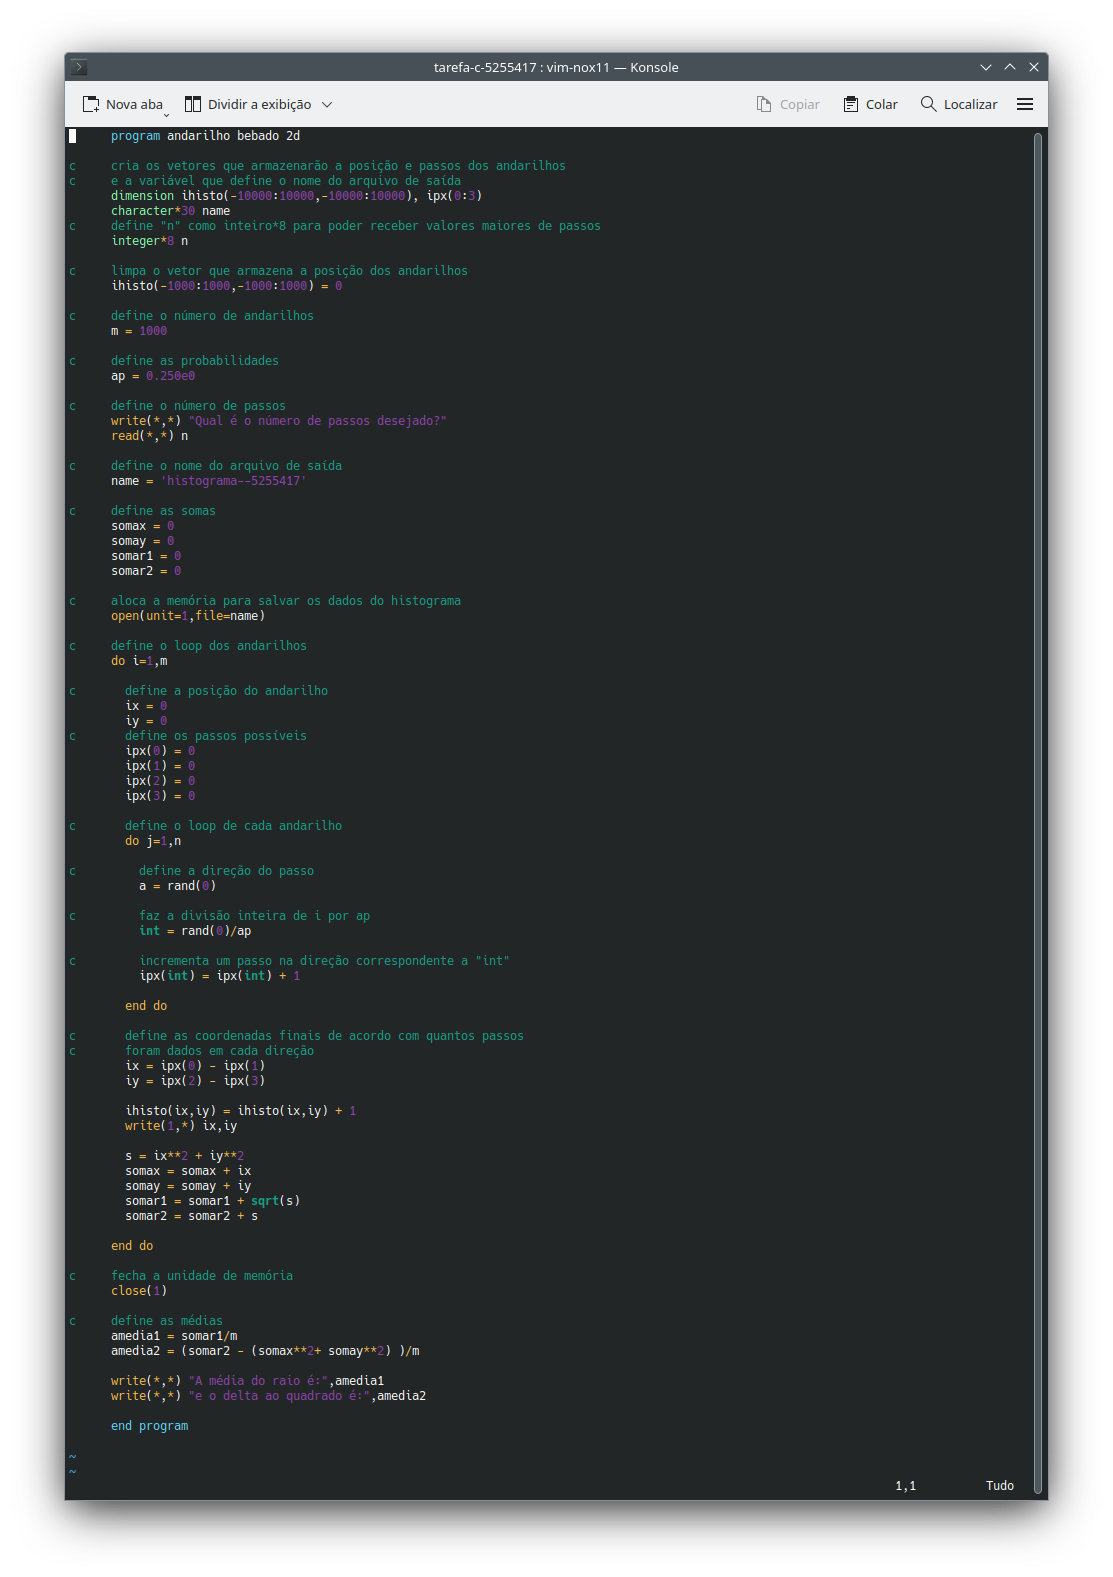 tarefa-c-5255417 : vim-nox11 — Konsole
Nova aba Dividir a exibição Copiar Colar Localizar
      program andarilho bebado 2d

c     cria os vetores que armazenarão a posição e passos dos andarilhos
c     e a variável que define o nome do arquivo de saída
      dimension ihisto(-10000:10000,-10000:10000), ipx(0:3)
      character*30 name
c     define "n" como inteiro*8 para poder receber valores maiores de passos
      integer*8 n

c     limpa o vetor que armazena a posição dos andarilhos
      ihisto(-1000:1000,-1000:1000) = 0

c     define o número de andarilhos
      m = 1000

c     define as probabilidades
      ap = 0.250e0

c     define o número de passos
      write(*,*) "Qual é o número de passos desejado?"
      read(*,*) n

c     define o nome do arquivo de saída
      name = 'histograma--5255417'

c     define as somas
      somax = 0
      somay = 0
      somar1 = 0
      somar2 = 0

c     aloca a memória para salvar os dados do histograma
      open(unit=1,file=name)

c     define o loop dos andarilhos
      do i=1,m

c       define a posição do andarilho
        ix = 0
        iy = 0
c       define os passos possíveis
        ipx(0) = 0
        ipx(1) = 0
        ipx(2) = 0
        ipx(3) = 0

c       define o loop de cada andarilho
        do j=1,n

c         define a direção do passo
          a = rand(0)

c         faz a divisão inteira de i por ap
          int = rand(0)/ap

c         incrementa um passo na direção correspondente a "int"
          ipx(int) = ipx(int) + 1

        end do

c       define as coordenadas finais de acordo com quantos passos
c       foram dados em cada direção
        ix = ipx(0) - ipx(1)
        iy = ipx(2) - ipx(3)

        ihisto(ix,iy) = ihisto(ix,iy) + 1
        write(1,*) ix,iy

        s = ix**2 + iy**2
        somax = somax + ix
        somay = somay + iy
        somar1 = somar1 + sqrt(s)
        somar2 = somar2 + s

      end do

c     fecha a unidade de memória
      close(1)

c     define as médias
      amedia1 = somar1/m
      amedia2 = (somar2 - (somax**2+ somay**2) )/m

      write(*,*) "A média do raio é:",amedia1
      write(*,*) "e o delta ao quadrado é:",amedia2

      end program

~
~
1,1 Tudo